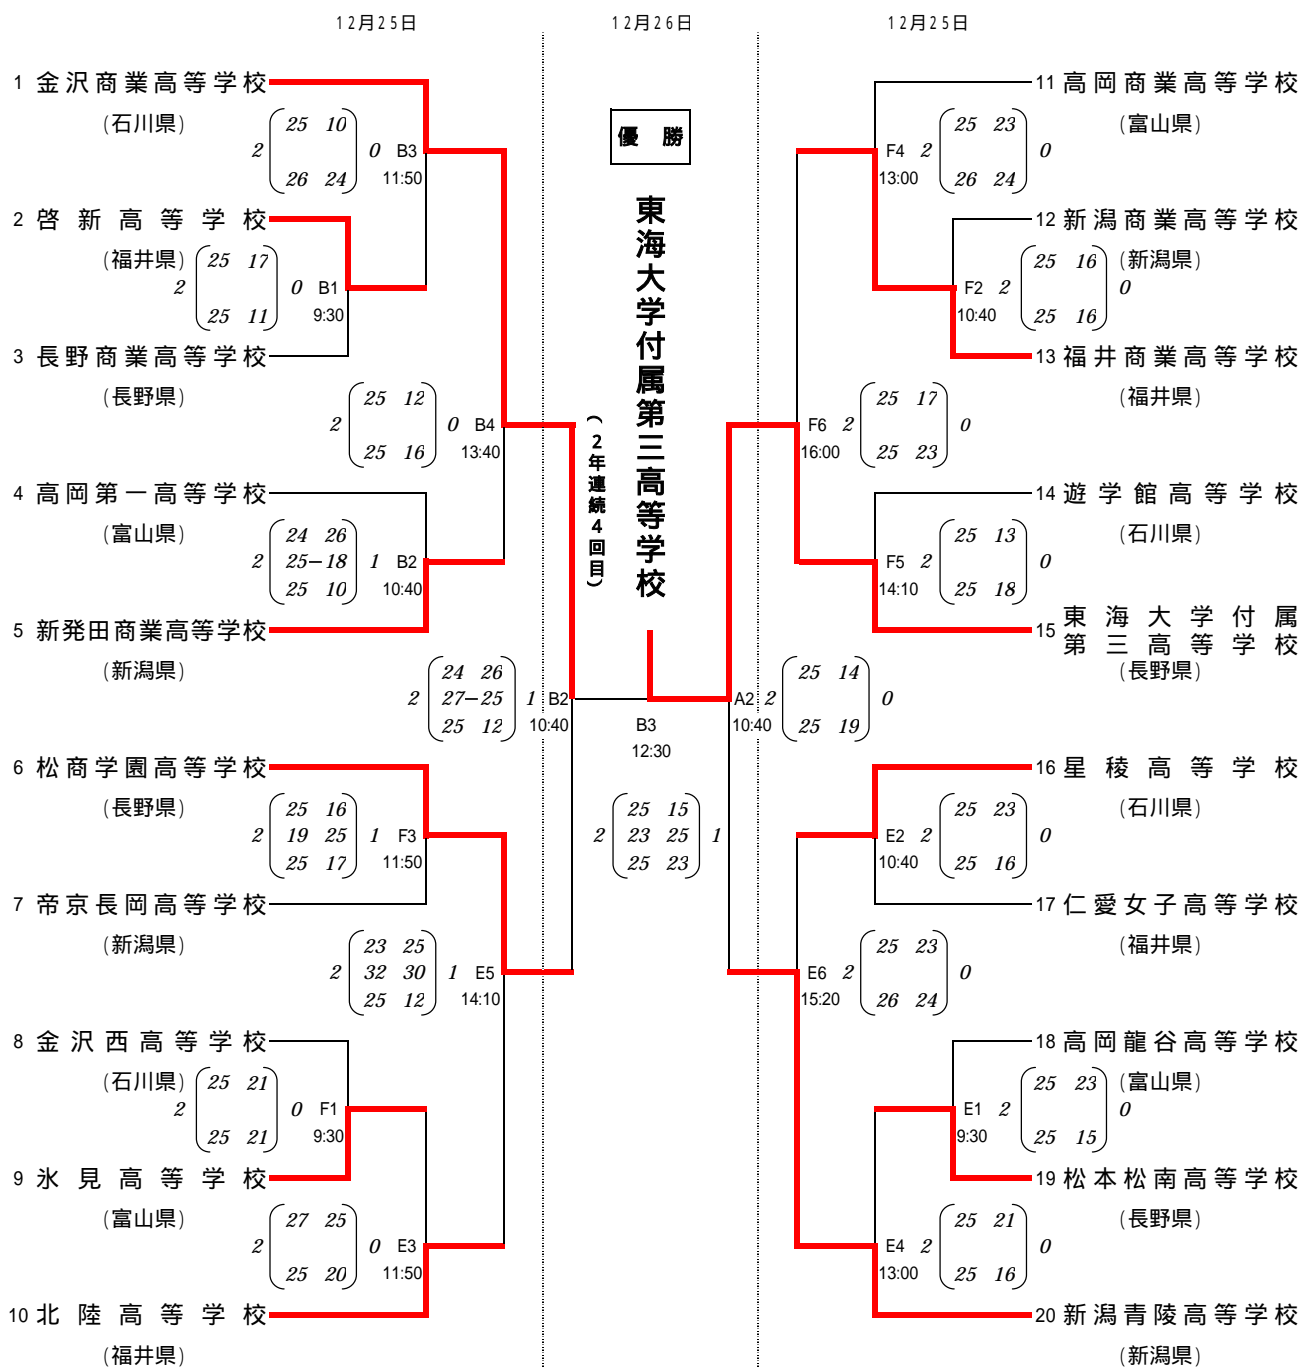 12月25日
12月26日
12月25日
1 金沢商業高等学校
(石川県)
2
25 10
26 24
0
B3
11:50
2 啓新高等学校
(福井県)
2
25 17
25 11
0
B1
9:30
3 長野商業高等学校
(長野県)
2
25 12
25 16
0
B4
13:40
4 高岡第一高等学校
(富山県)
2
24 26
25-18
25 10
1
B2
10:40
5 新発田商業高等学校
(新潟県)
2
24 26
27-25
25 12
1
B2
10:40
6 松商学園高等学校
(長野県)
2
25 16
19 25
25 17
1
F3
11:50
7 帝京長岡高等学校
(新潟県)
2
23 25
32 30
25 12
1
E5
14:10
8 金沢西高等学校
(石川県)
2
25 21
25 21
0
F1
9:30
9 氷見高等学校
(富山県)
2
27 25
25 20
0
E3
11:50
10 北陸高等学校
(福井県)
優勝
東海大学付属第三高等学校
(2年連続4回目)
B3
12:30
2
25 15
23 25
25 23
1
11 高岡商業高等学校
(富山県)
F4
13:00
2
25 23
26 24
0
12 新潟商業高等学校
(新潟県)
F2
10:40
2
25 16
25 16
0
13 福井商業高等学校
(福井県)
F6
16:00
2
25 17
25 23
0
14 遊学館高等学校
(石川県)
F5
14:10
2
25 13
25 18
0
15 東海大学付属
第三高等学校
(長野県)
A2
10:40
2
25 14
25 19
0
16 星稜高等学校
(石川県)
E2
10:40
2
25 23
25 16
0
17 仁愛女子高等学校
(福井県)
E6
15:20
2
25 23
26 24
0
18 高岡龍谷高等学校
(富山県)
E1
9:30
2
25 23
25 15
0
19 松本松南高等学校
(長野県)
E4
13:00
2
25 21
25 16
0
20 新潟青陵高等学校
(新潟県)